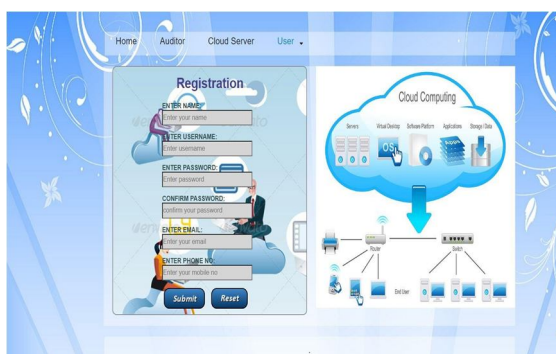 Home Auditor Cloud Server User
Registration
ENTER NAME:
Enter your name
ENTER USERNAME:
Enter username
ENTER PASSWORD:
Enter password
CONFIRM PASSWORD:
confirm your password
ENTER EMAIL:
Enter your email
ENTER PHONE NO
Enter your mobile no
Submit Reset
Cloud Computing
Servers Virtual Desktop Software Platform Applications Storage / Data
OS
Router Switch
End User